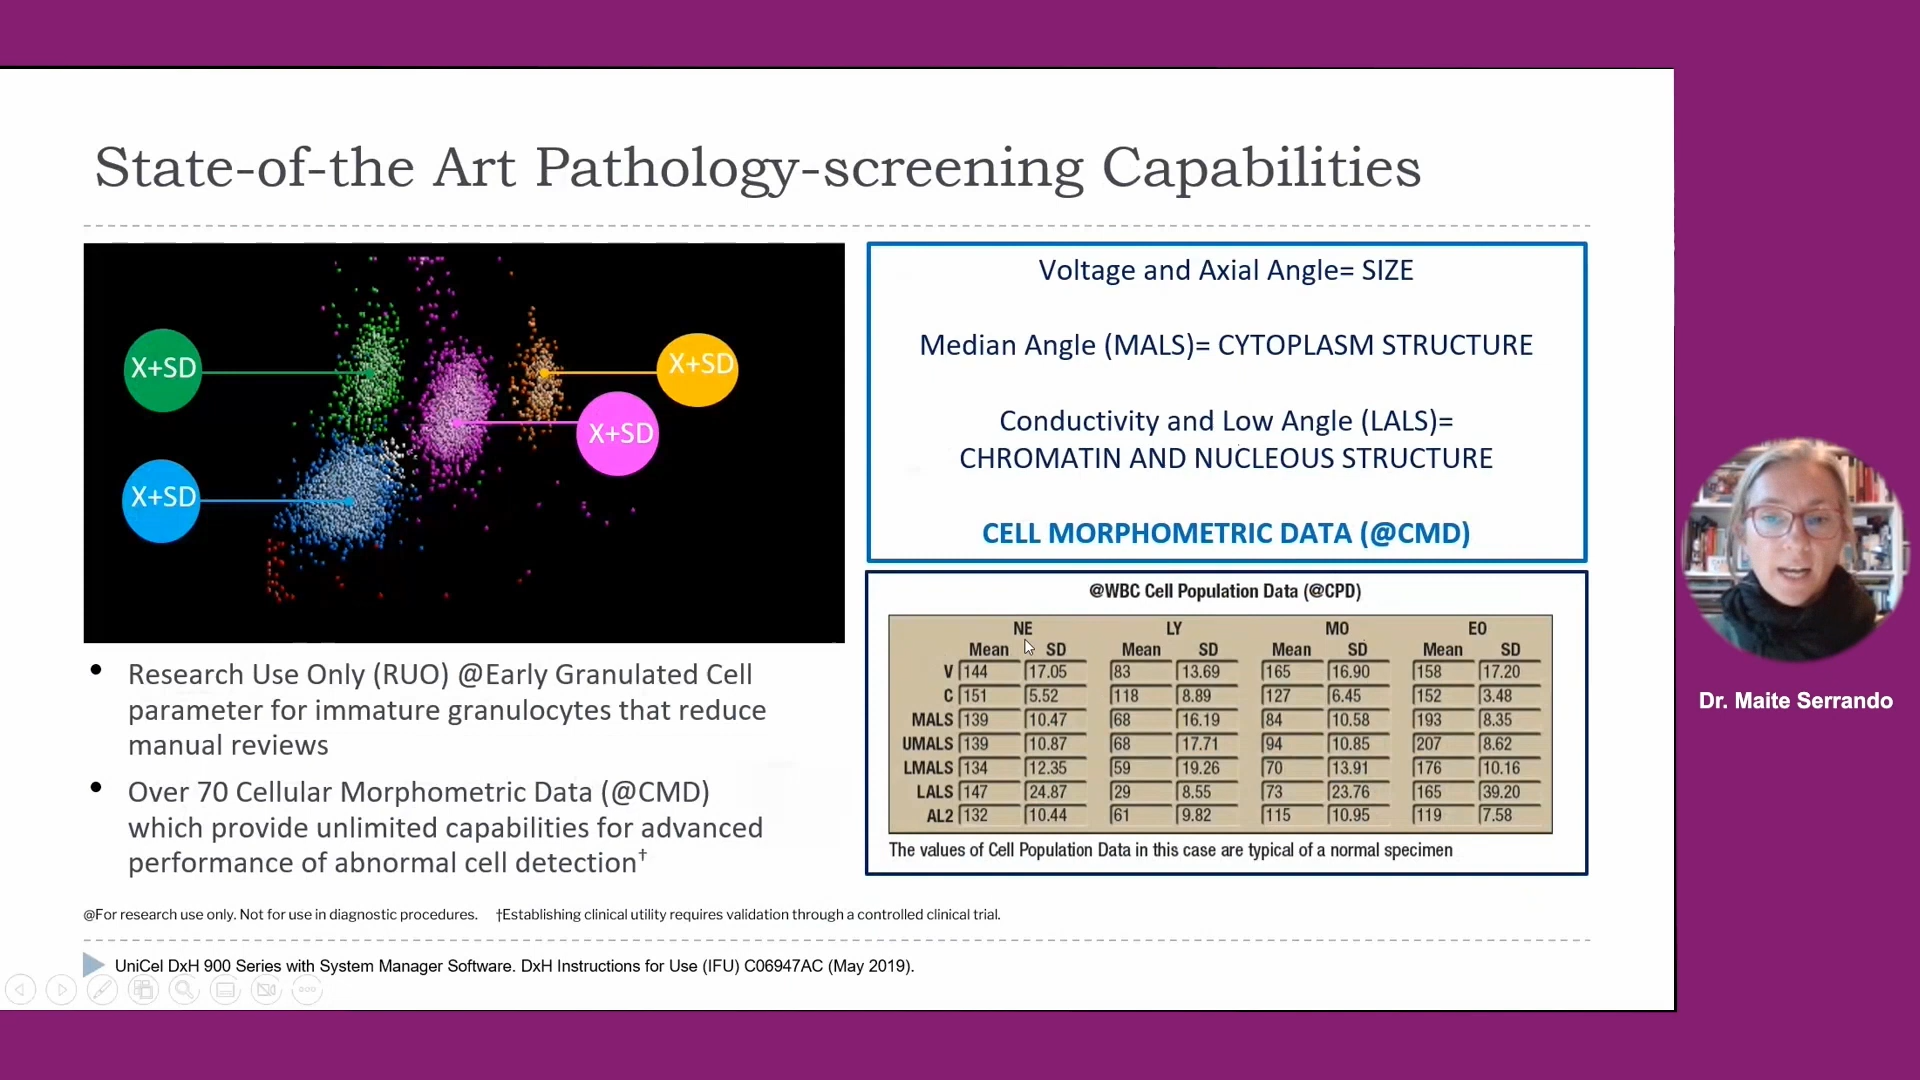 State-of-the Art Pathology-screening Capabilities
X+SD
X+SD
X+SD
X+SD
Voltage and Axial Angle= SIZE
Median Angle (MALS)= CYTOPLASM STRUCTURE
Conductivity and Low Angle (LALS)=
CHROMATIN AND NUCLEOUS STRUCTURE
CELL MORPHOMETRIC DATA (@CMD)
@WBC Cell Population Data (@CPD)
NE LY MO EO
Mean SD Mean SD Mean SD Mean SD
V 144 17.05 83 13.69 165 16.90 158 17.20
C 151 5.52 118 8.89 127 6.45 152 3.48
MALS 139 10.47 68 16.19 84 10.58 193 8.35
UMALS 139 10.87 68 17.71 94 10.85 207 8.62
LMALS 134 12.35 59 19.26 70 13.91 176 10.16
LALS 147 24.87 29 8.55 73 23.76 165 39.20
AL2 132 10.44 61 9.82 115 10.95 119 7.58
The values of Cell Population Data in this case are typical of a normal specimen
• Research Use Only (RUO) @Early Granulated Cell
parameter for immature granulocytes that reduce
manual reviews
• Over 70 Cellular Morphometric Data (@CMD)
which provide unlimited capabilities for advanced
performance of abnormal cell detection†
@For research use only. Not for use in diagnostic procedures. †Establishing clinical utility requires validation through a controlled clinical trial.
UniCel DxH 900 Series with System Manager Software. DxH Instructions for Use (IFU) C06947AC (May 2019).
Dr. Maite Serrando